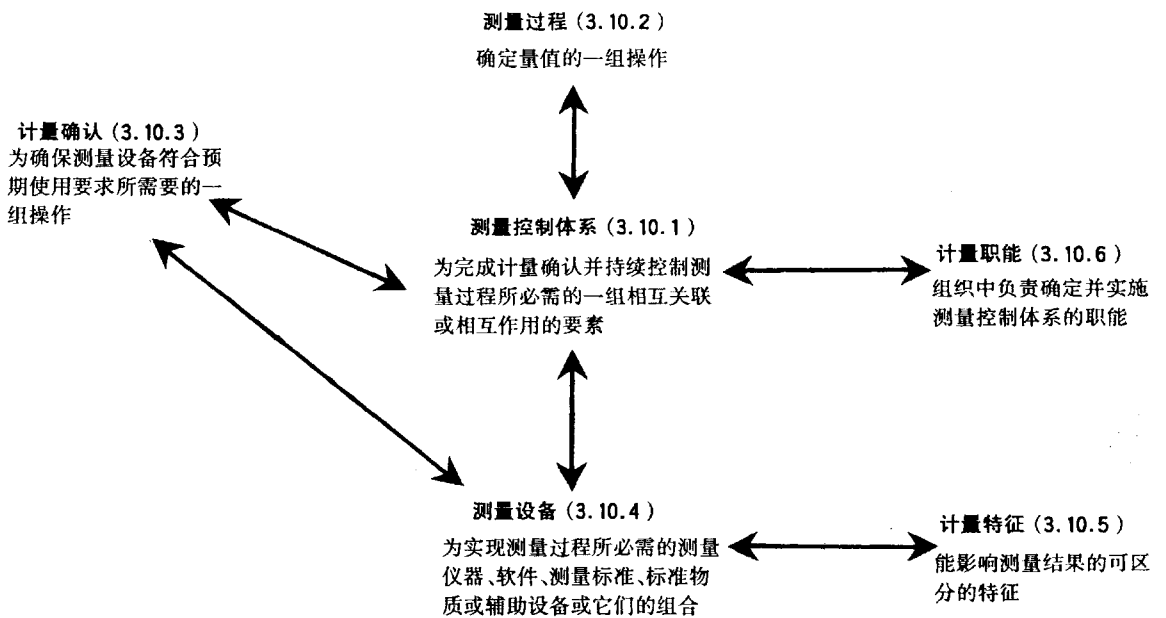 测量过程 (3.10.2)
确定量值的一组操作
计量确认 (3.10.3)
为确保测量设备符合预
期使用要求所需要的一
组操作
测量控制体系 (3.10.1)
为完成计量确认并持续控制测
量过程所必需的一组相互关联
或相互作用的要素
计量职能 (3.10.6)
组织中负责确定并实施
测量控制体系的职能
测量设备 (3.10.4)
为实现测量过程所必需的测量
仪器、软件、测量标准、标准物
质或辅助设备或它们的组合
计量特征 (3.10.5)
能影响测量结果的可区
分的特征